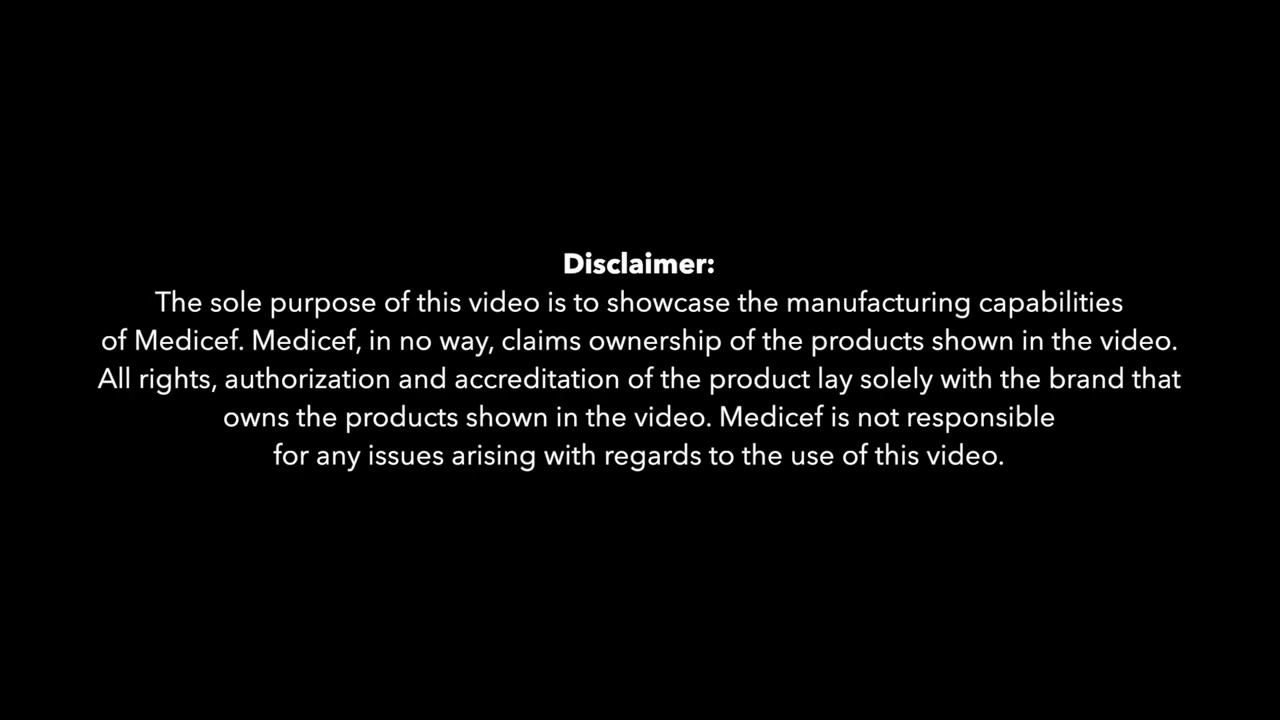 Disclaimer:
The sole purpose of this video is to showcase the manufacturing capabilities
of Medicef. Medicef, in no way, claims ownership of the products shown in the video.
All rights, authorization and accreditation of the product lay solely with the brand that
owns the products shown in the video. Medicef is not responsible
for any issues arising with regards to the use of this video.